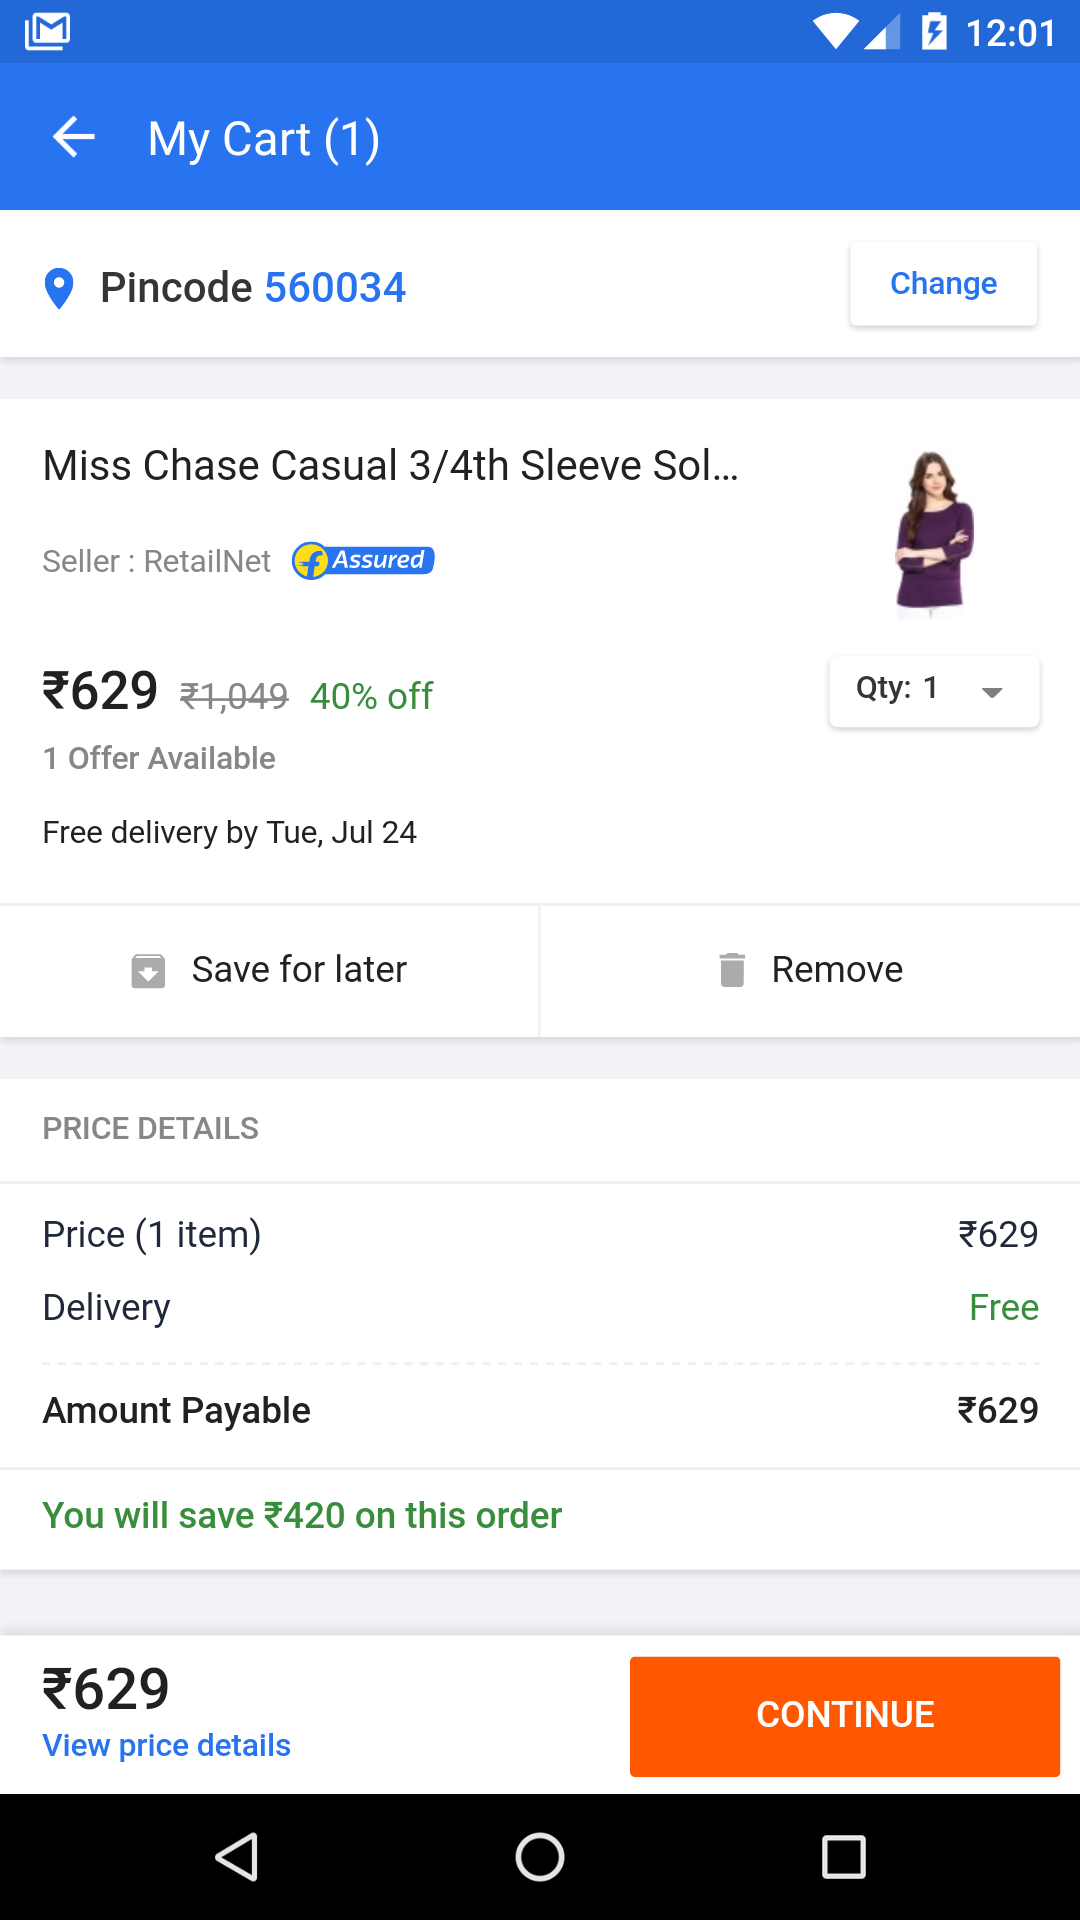 12:01
My Cart (1)
Pincode 560034
Change
Miss Chase Casual 3/4th Sleeve Sol...
Seller : RetailNet
f Assured
₹629 ₹1,049 40% off
Qty: 1
1 Offer Available
Free delivery by Tue, Jul 24
Save for later
Remove
PRICE DETAILS
Price (1 item) ₹629
Delivery Free
Amount Payable ₹629
You will save ₹420 on this order
₹629
View price details
CONTINUE